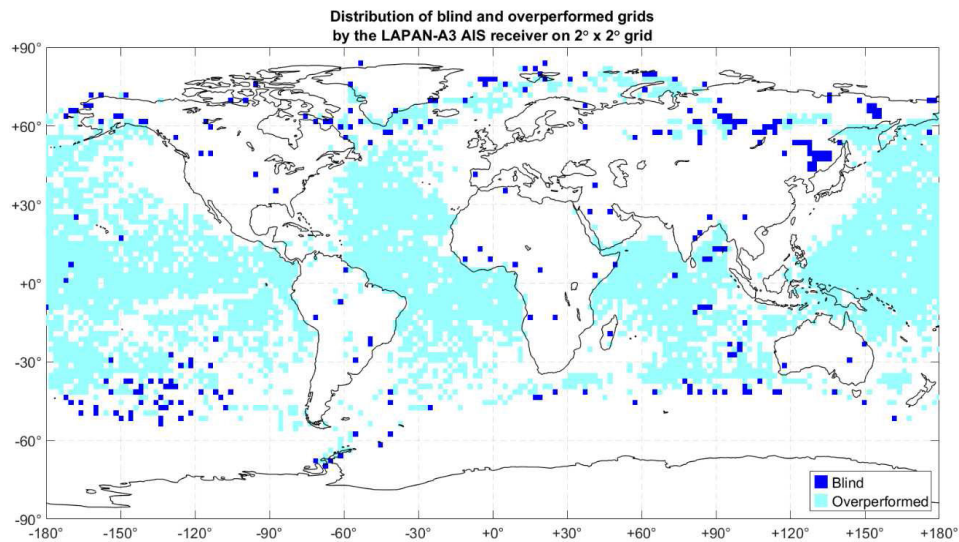 Distribution of blind and overperformed grids
by the LAPAN-A3 AIS receiver on 2° x 2° grid
+90°
+60°
+30°
+0°
-30°
-60°
-90°
Blind
Overperformed
-180° -150° -120° -90° -60° -30° +0° +30° +60° +90° +120° +150° +180°